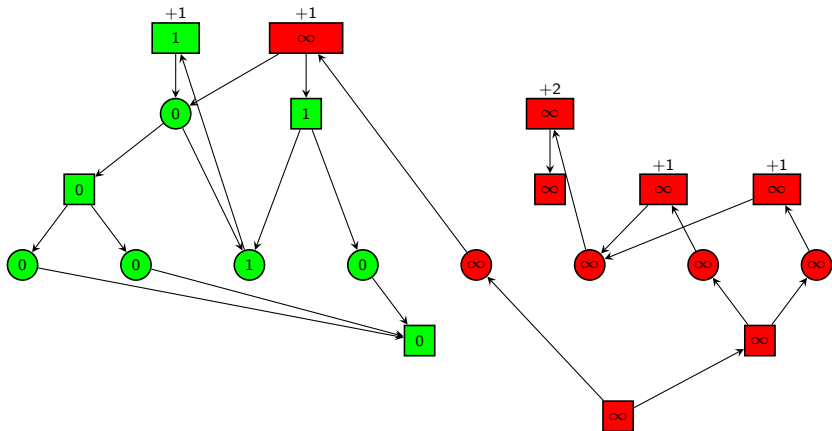 +1 +1
1 ∞
+2
0 1 ∞
+1 +1
0 ∞ ∞ ∞
0 0 1 0 ∞ ∞ ∞ ∞
0 ∞
∞